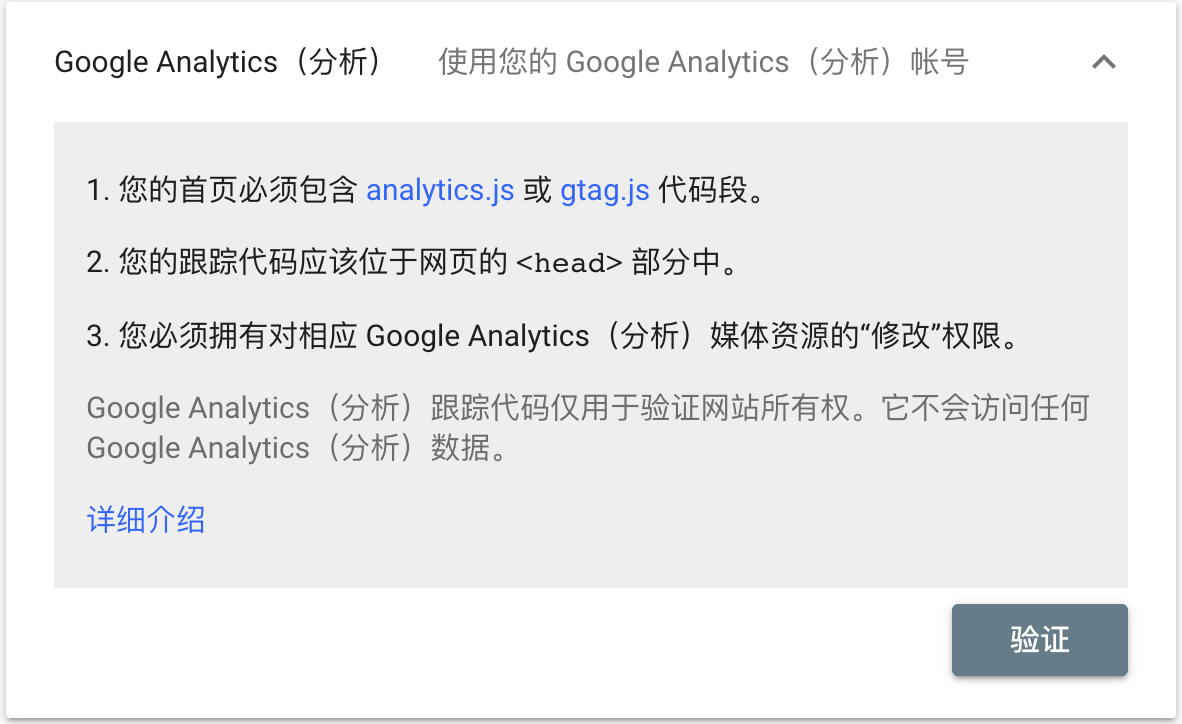 Google Analytics（分析） 使用您的 Google Analytics（分析）帐号
1. 您的首页必须包含 analytics.js 或 gtag.js 代码段。
2. 您的跟踪代码应该位于网页的 <head> 部分中。
3. 您必须拥有对相应 Google Analytics（分析）媒体资源的“修改”权限。
Google Analytics（分析）跟踪代码仅用于验证网站所有权。它不会访问任何
Google Analytics（分析）数据。
详细介绍
验证